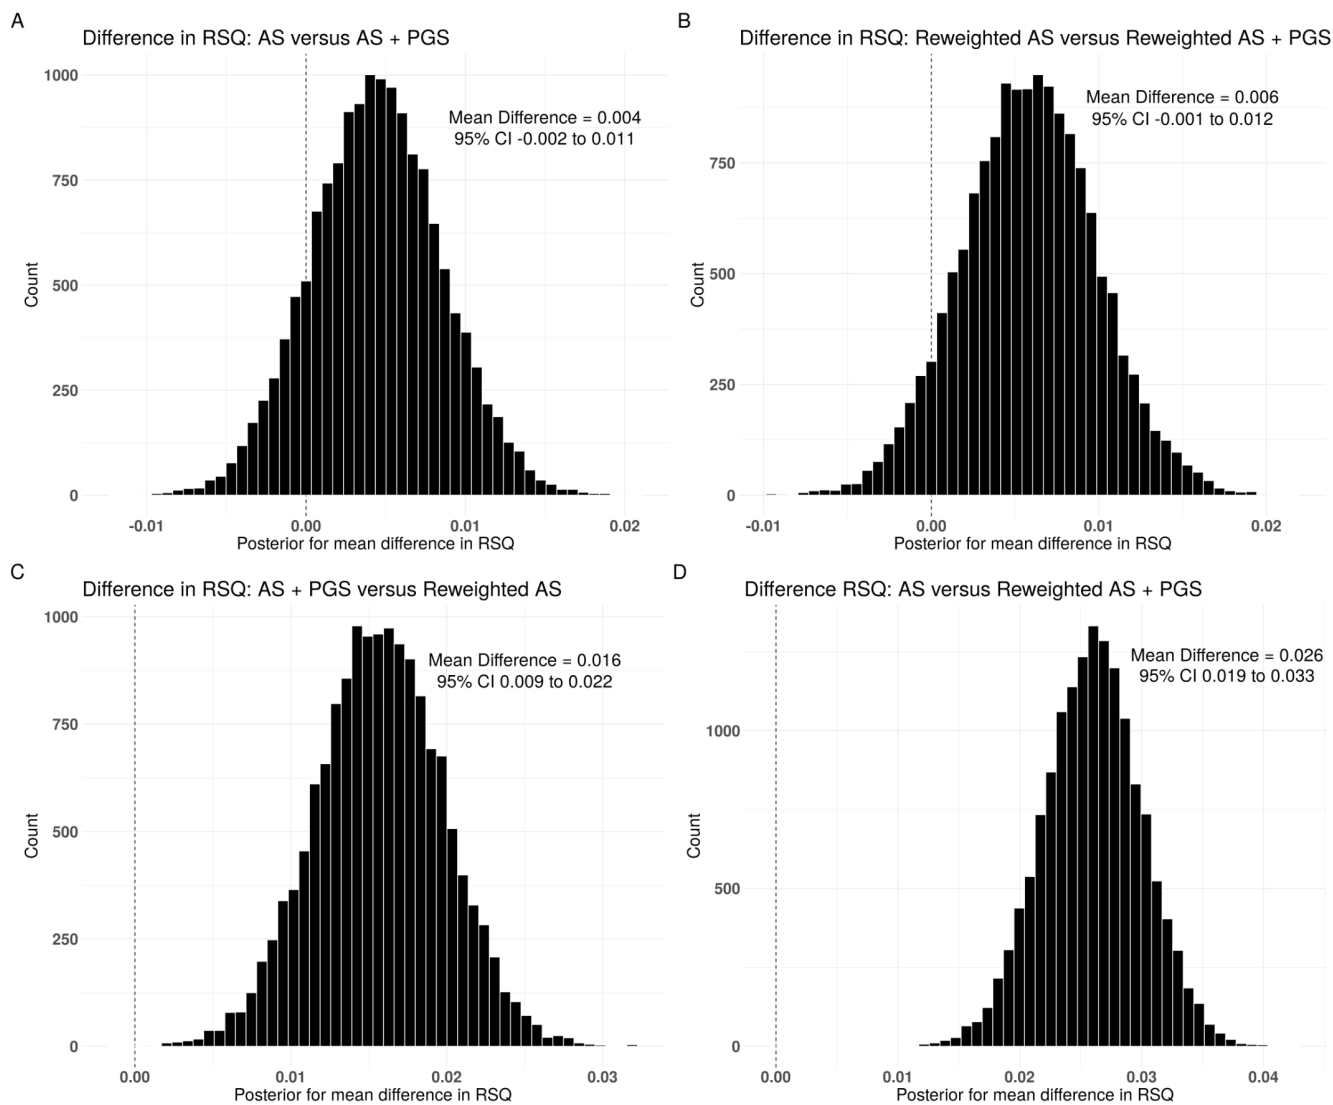 A
Difference in RSQ: AS versus AS + PGS
1000
750
500
250
0
Count
Mean Difference = 0.004
95% CI -0.002 to 0.011
-0.01 0.00 0.01 0.02
Posterior for mean difference in RSQ
B
Difference in RSQ: Reweighted AS versus Reweighted AS + PGS
750
500
250
0
Count
Mean Difference = 0.006
95% CI -0.001 to 0.012
-0.01 0.00 0.01 0.02
Posterior for mean difference in RSQ
C
Difference in RSQ: AS + PGS versus Reweighted AS
1000
750
500
250
0
Count
Mean Difference = 0.016
95% CI 0.009 to 0.022
0.00 0.01 0.02 0.03
Posterior for mean difference in RSQ
D
Difference RSQ: AS versus Reweighted AS + PGS
1000
500
0
Count
Mean Difference = 0.026
95% CI 0.019 to 0.033
0.00 0.01 0.02 0.03 0.04
Posterior for mean difference in RSQ